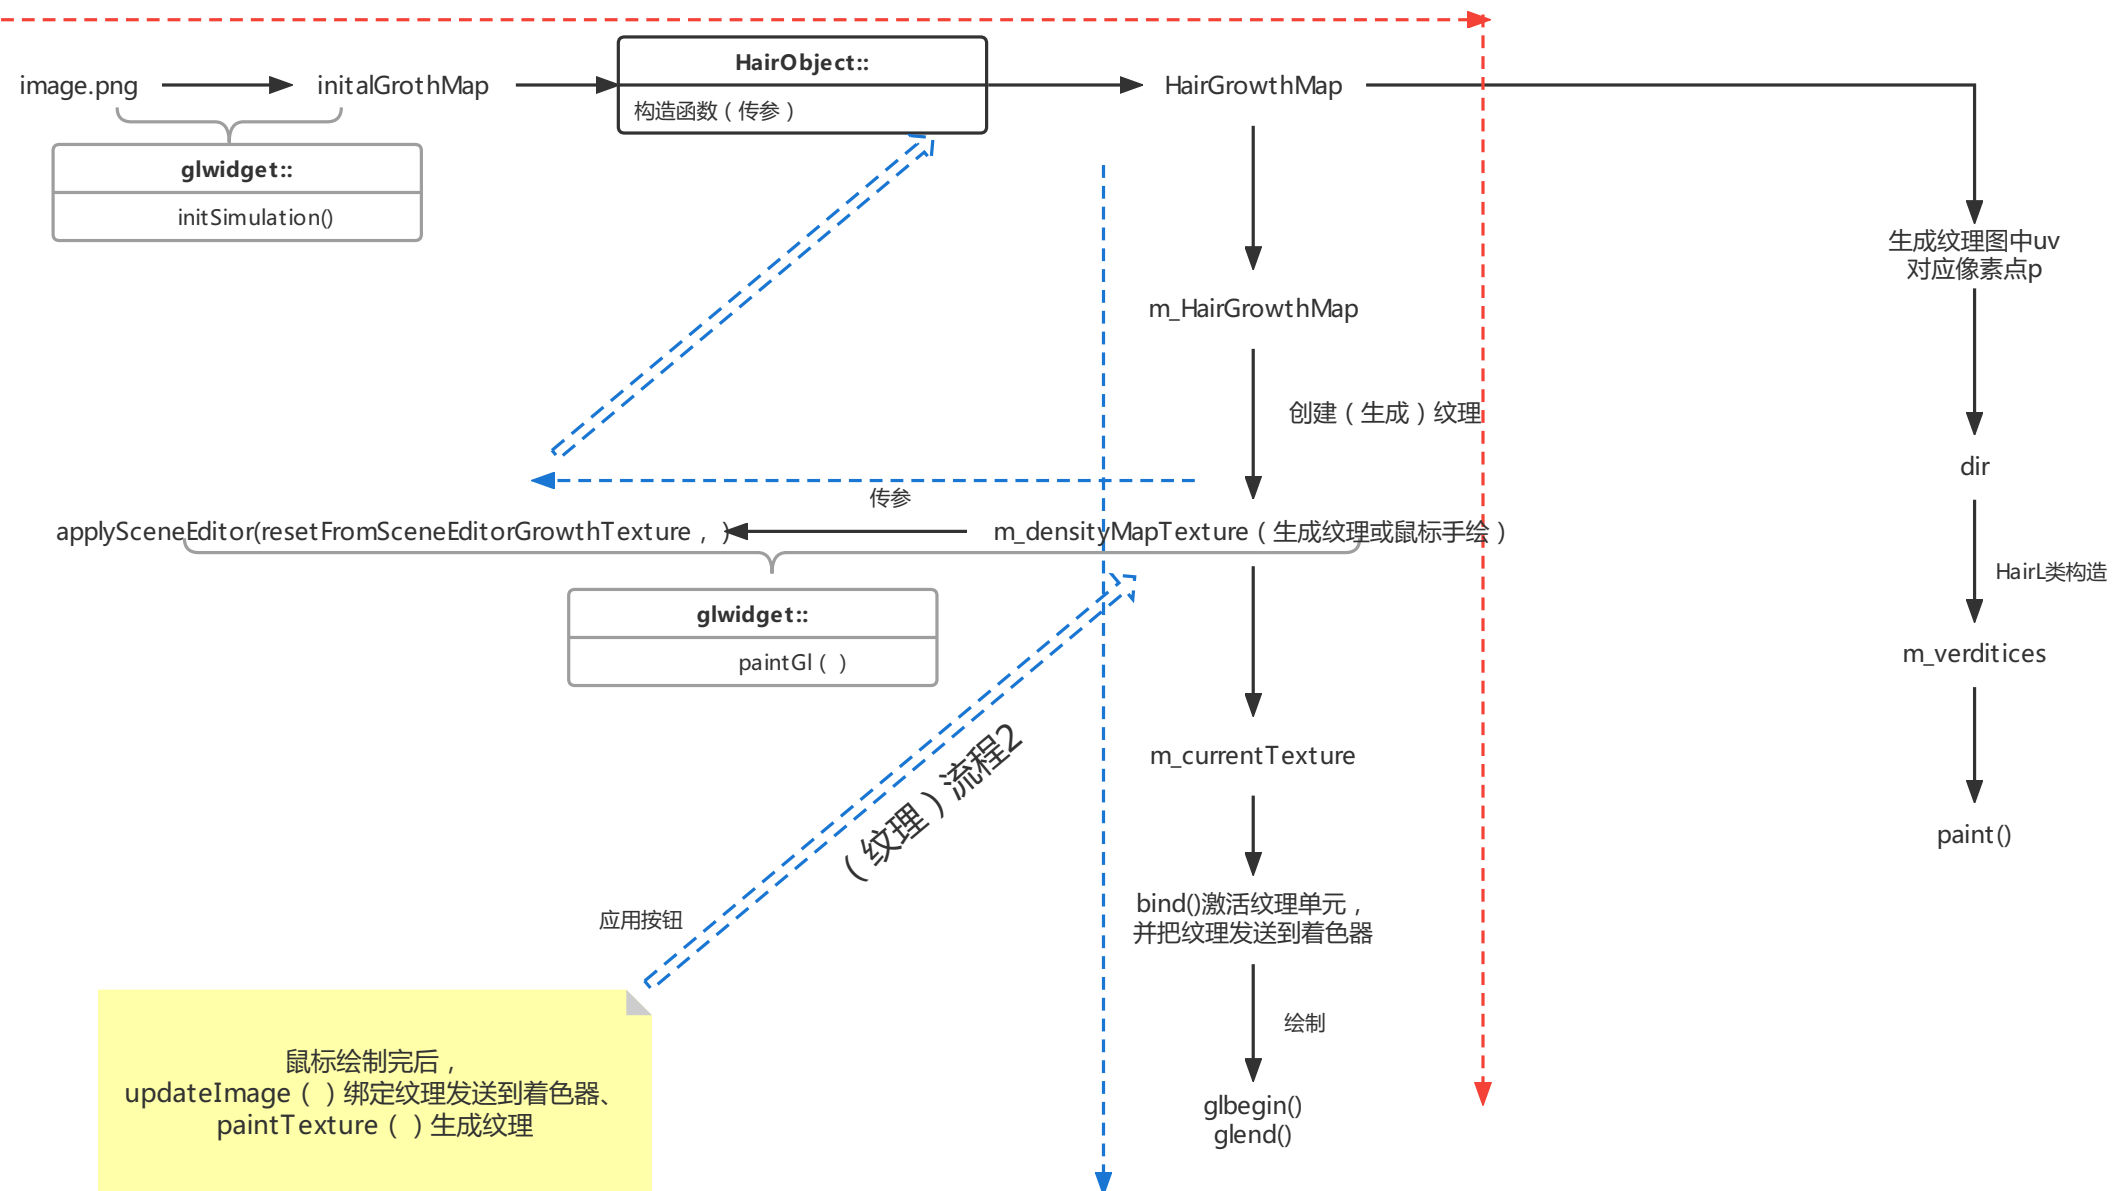 image.png
initalGrothMap
HairObject::
构造函数（传参）
HairGrowthMap
glwidget::
initSimulation()
生成纹理图中uv
对应像素点p
m_HairGrowthMap
创建（生成）纹理
dir
传参
applySceneEditor(resetFromSceneEditorGrowthTexture，）
m_densityMapTexture（生成纹理或鼠标手绘）
HairL类构造
glwidget::
paintGl（ ）
m_verditices
m_currentTexture
（纹理）流程2
paint()
应用按钮
bind()激活纹理单元，
并把纹理发送到着色器
绘制
鼠标绘制完后，
updateImage（ ）绑定纹理发送到着色器、
paintTexture（ ）生成纹理
glbegin()
glend()